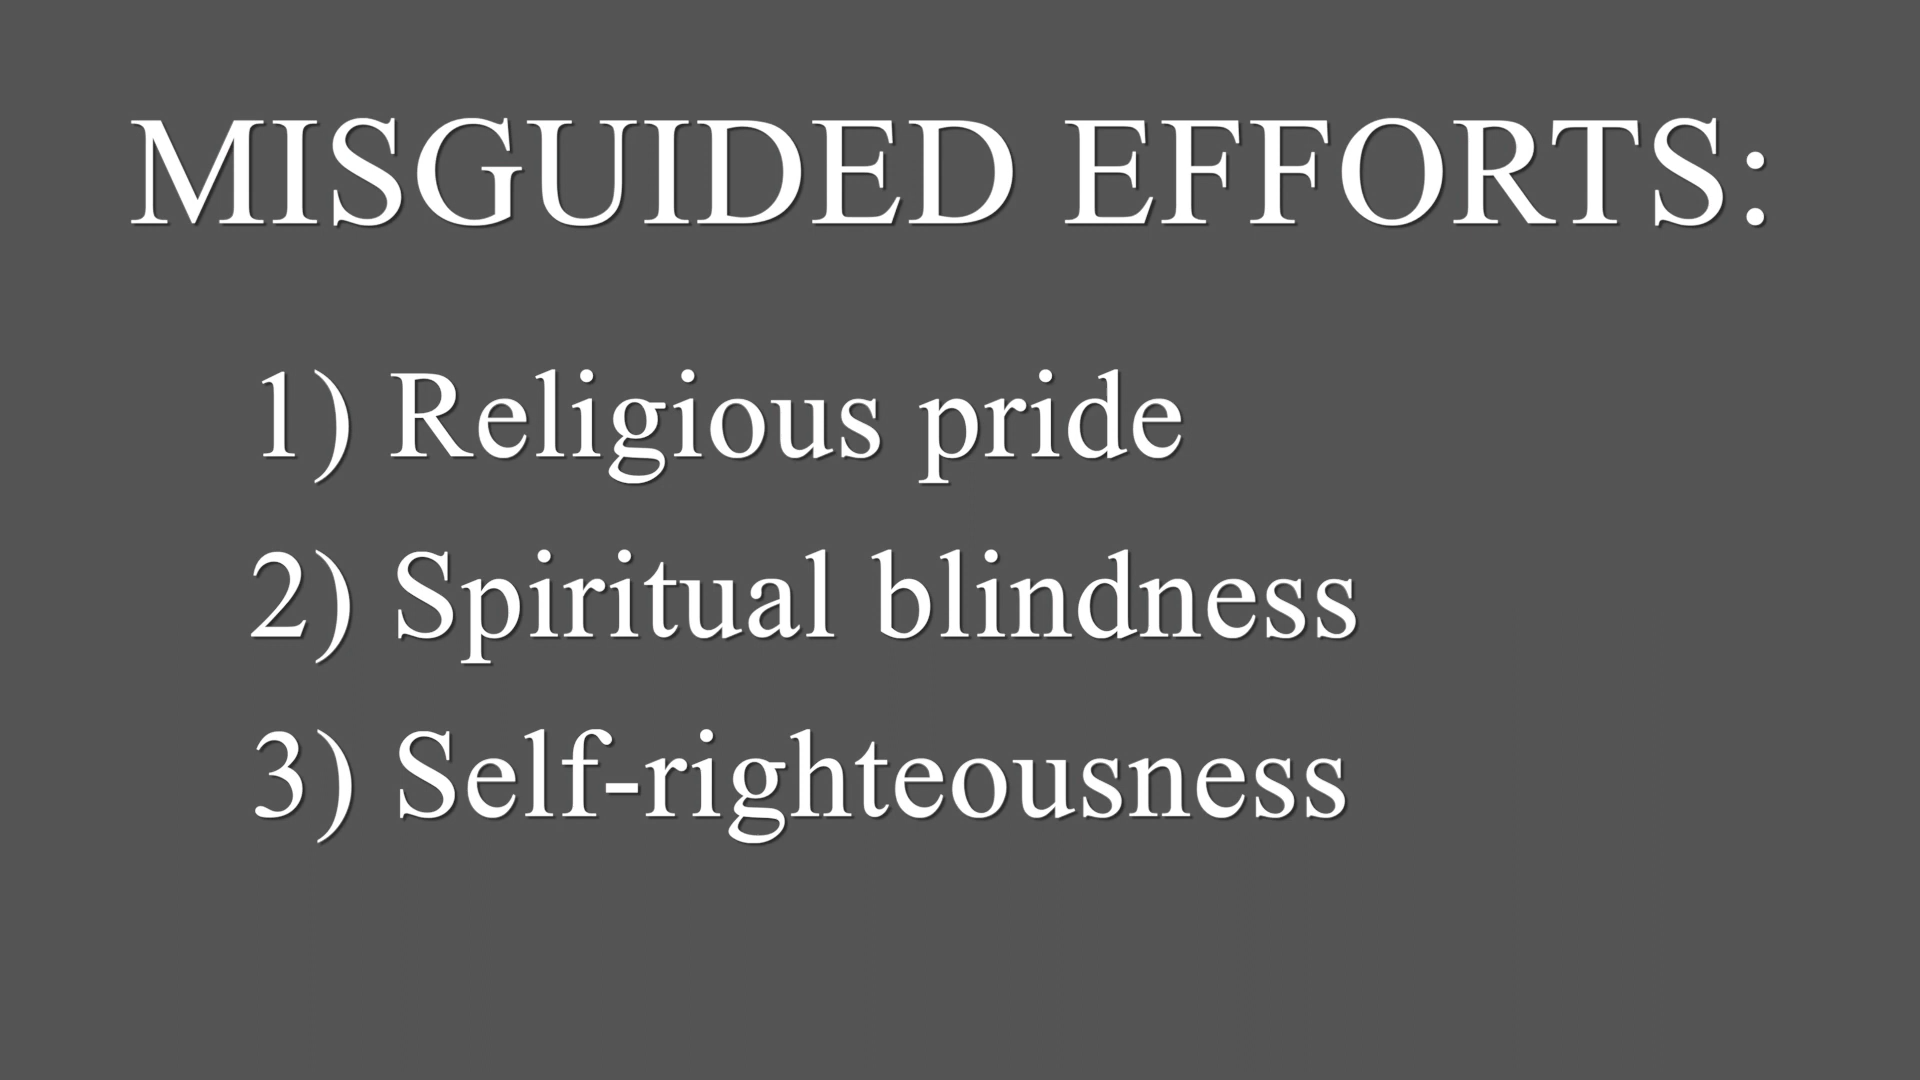 MISGUIDED EFFORTS:
1) Religious pride
2) Spiritual blindness
3) Self-righteousness